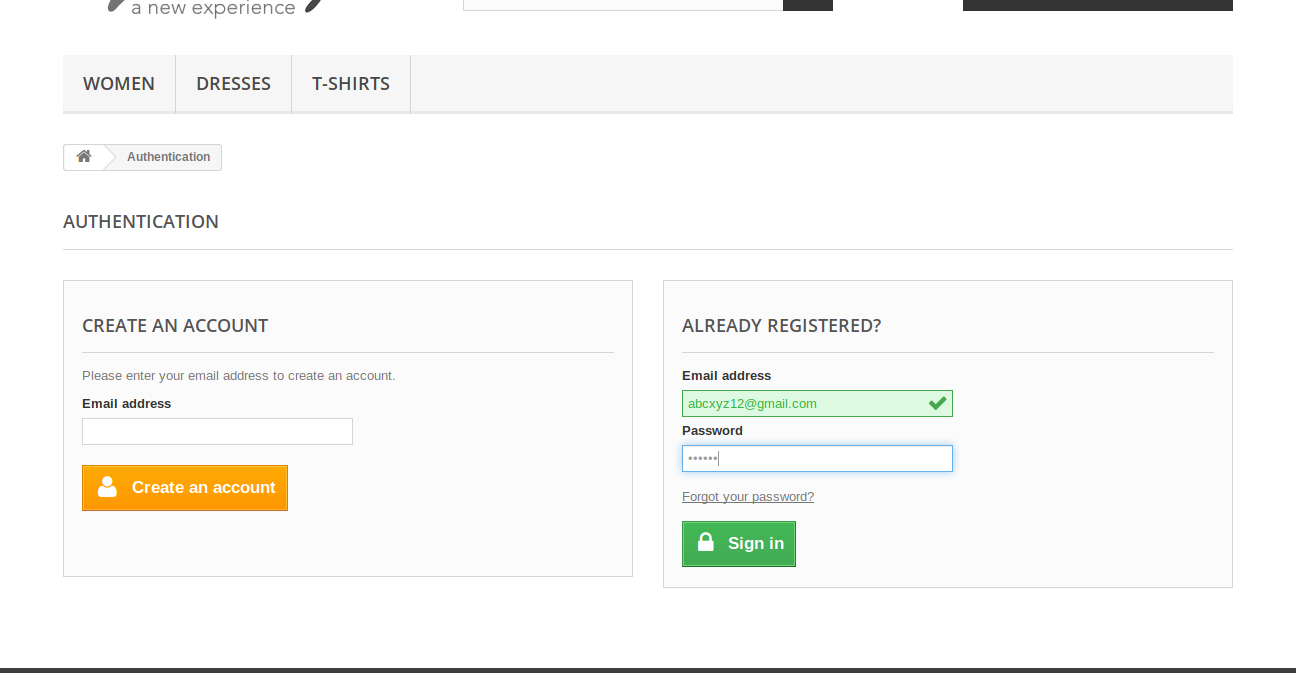 a new experience
WOMEN DRESSES T-SHIRTS
Authentication
AUTHENTICATION
CREATE AN ACCOUNT
Please enter your email address to create an account.
Email address
Create an account
ALREADY REGISTERED?
Email address
abcxyz12@gmail.com
Password
••••••
Forgot your password?
Sign in